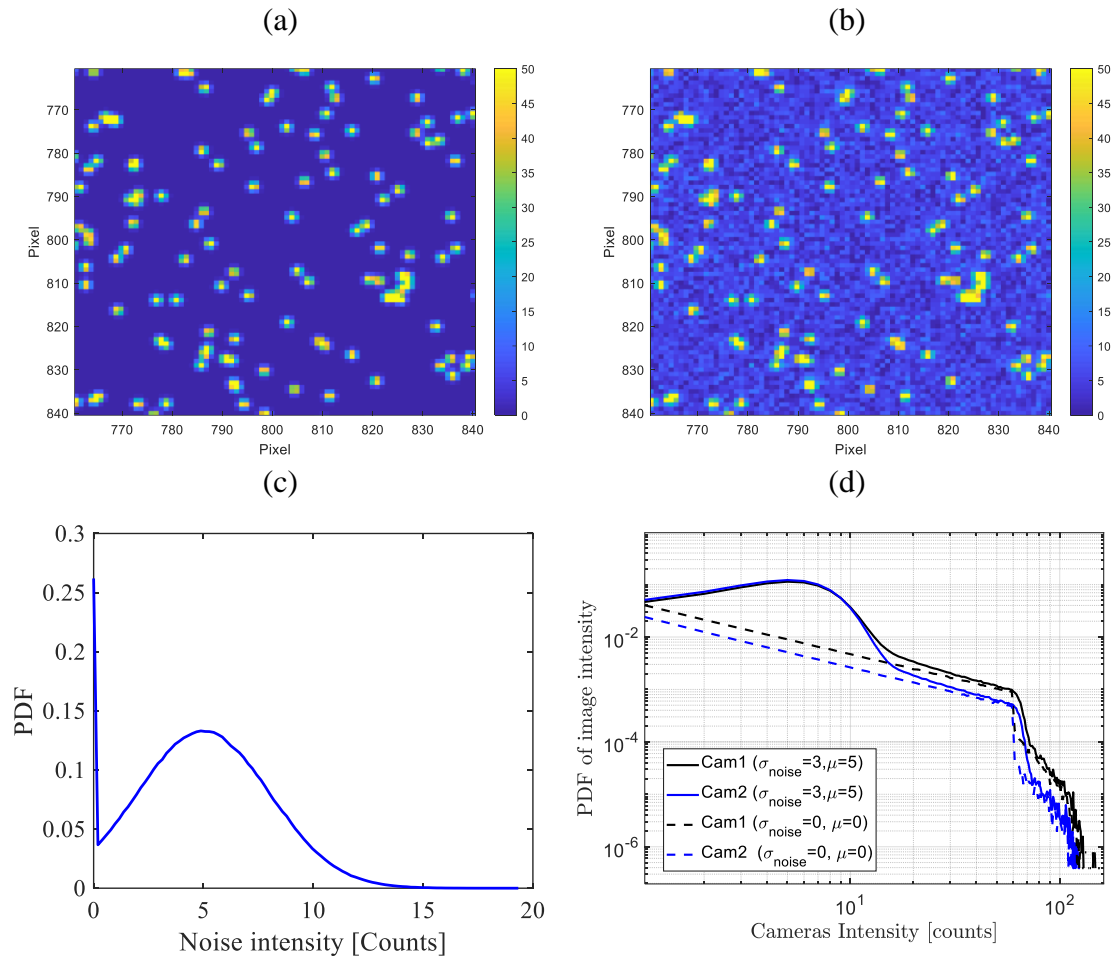 (a)
(b)
50
45
40
35
30
25
20
15
10
5
0
770
780
790
800
810
820
830
840
Pixel
770 780 790 800 810 820 830 840
Pixel
50
45
40
35
30
25
20
15
10
5
0
770
780
790
800
810
820
830
840
Pixel
770 780 790 800 810 820 830 840
Pixel
(c)
(d)
0.3
0.25
0.2
0.15
0.1
0.05
0
PDF
0 5 10 15 20
Noise intensity [Counts]
10^-2
10^-4
10^-6
PDF of image intensity
Cam1 (σ_noise=3,μ=5)
Cam2 (σ_noise=3,μ=5)
Cam1 (σ_noise=0, μ=0)
Cam2 (σ_noise=0, μ=0)
10^1 10^2
Cameras Intensity [counts]